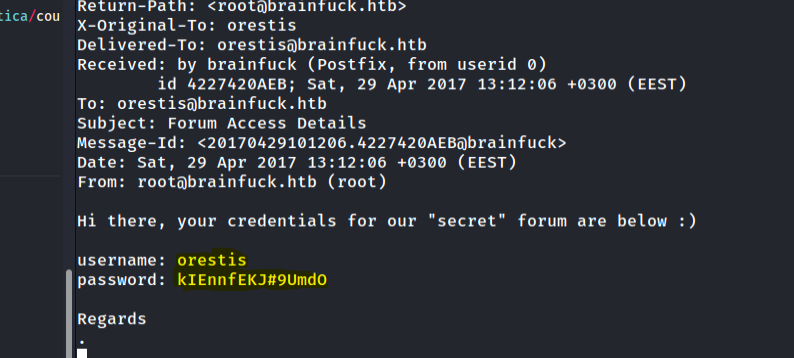 tica/cou
Return-Path: <root@brainfuck.htb>
X-Original-To: orestis
Delivered-To: orestis@brainfuck.htb
Received: by brainfuck (Postfix, from userid 0)
id 4227420AEB; Sat, 29 Apr 2017 13:12:06 +0300 (EEST)
To: orestis@brainfuck.htb
Subject: Forum Access Details
Message-Id: <20170429101206.4227420AEB@brainfuck>
Date: Sat, 29 Apr 2017 13:12:06 +0300 (EEST)
From: root@brainfuck.htb (root)
Hi there, your credentials for our "secret" forum are below :)
username: orestis
password: kIEnnfEKJ#9UmdO
Regards
.